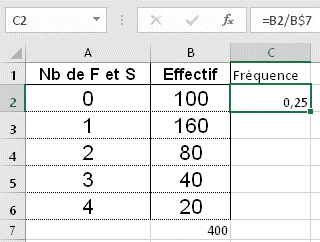 C2 fx =B2/B$7
A B C
1 Nb de F et S Effectif Fréquence
2 0 100 0,25
3 1 160
4 2 80
5 3 40
6 4 20
7 400